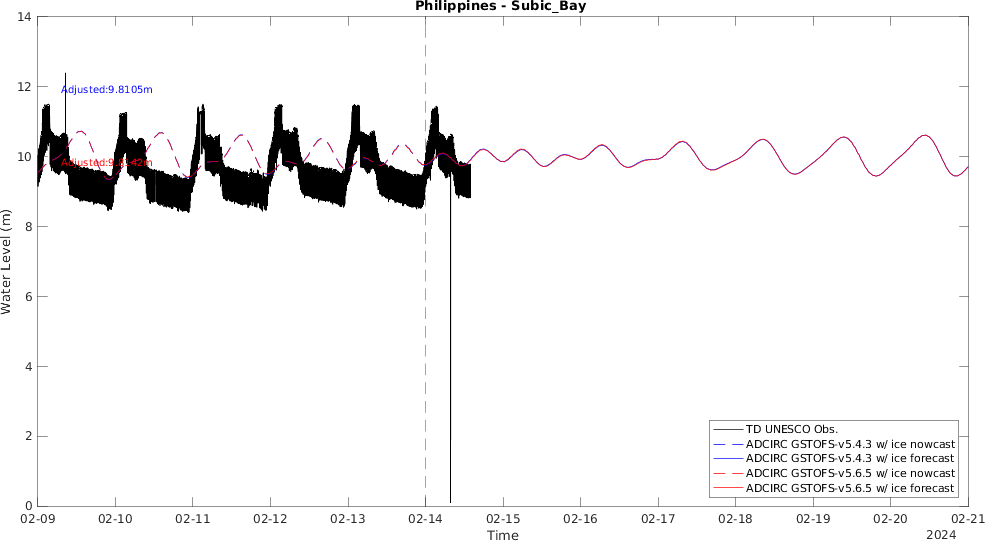 Philippines - Subic_Bay
14
12
10
8
6
4
2
0
Water Level (m)
Adjusted:9.8105m
TD UNESCO Obs.
ADCIRC GSTOFS-v5.4.3 w/ ice nowcast
ADCIRC GSTOFS-v5.4.3 w/ ice forecast
ADCIRC GSTOFS-v5.6.5 w/ ice nowcast
ADCIRC GSTOFS-v5.6.5 w/ ice forecast
02-09 02-10 02-11 02-12 02-13 02-14 02-15 02-16 02-17 02-18 02-19 02-20 02-21
Time
2024